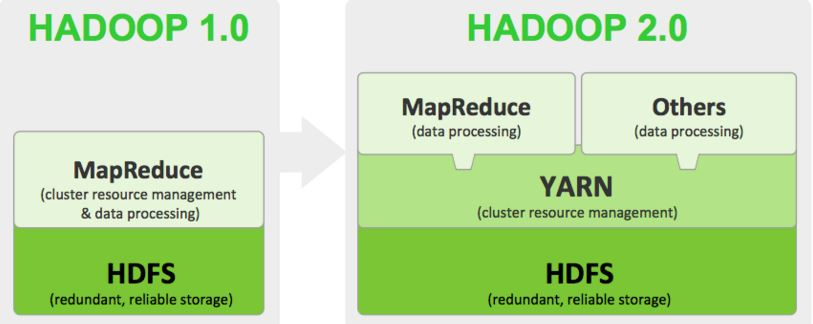 HADOOP 1.0
MapReduce
(cluster resource management
& data processing)
HDFS
(redundant, reliable storage)
HADOOP 2.0
MapReduce
(data processing)
Others
(data processing)
YARN
(cluster resource management)
HDFS
(redundant, reliable storage)